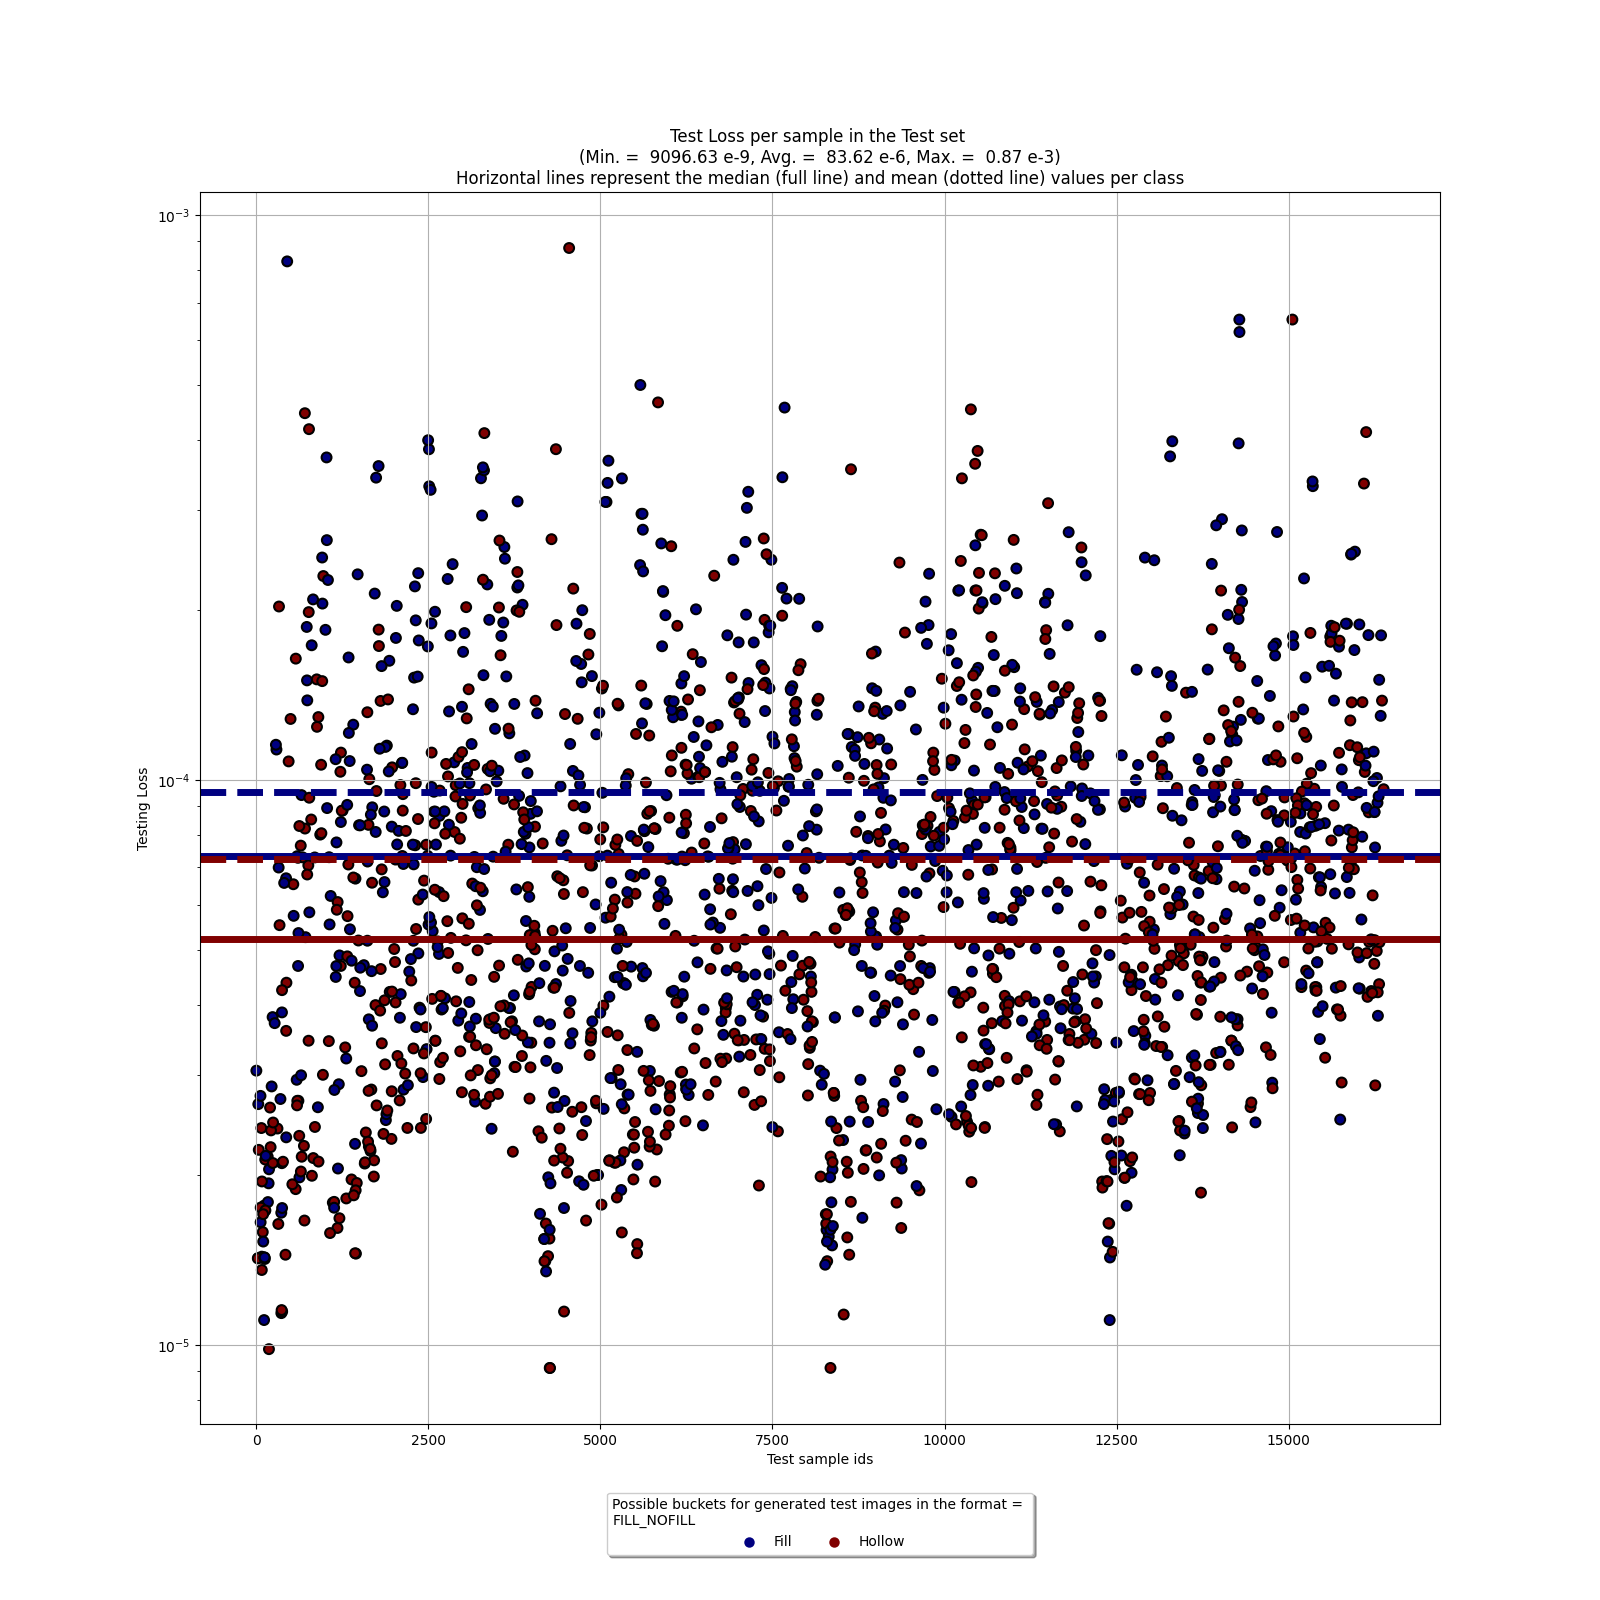 Test Loss per sample in the Test set
(Min. =  9096.63 e-9, Avg. =  83.62 e-6, Max. =  0.87 e-3)
Horizontal lines represent the median (full line) and mean (dotted line) values per class
10⁻³
10⁻⁴
10⁻⁵
Testing Loss
0 2500 5000 7500 10000 12500 15000
Test sample ids
Possible buckets for generated test images in the format =
FILL_NOFILL
Fill Hollow